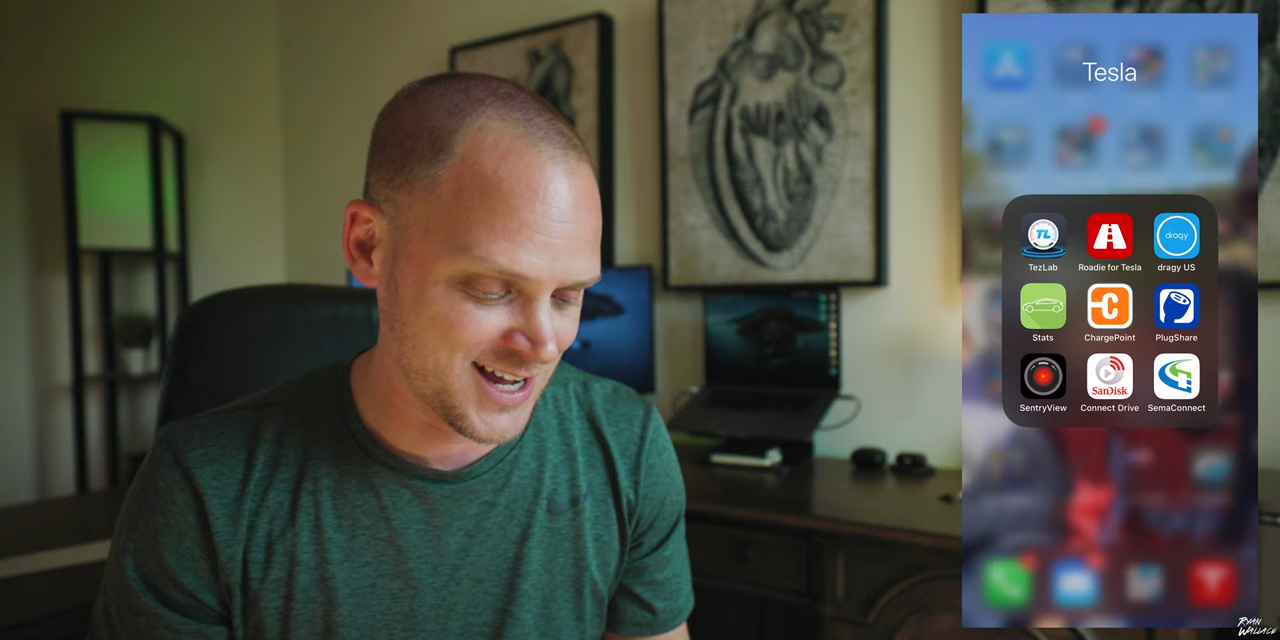 Tesla
TL
dragy
TezLab
Roadie for Tesla
dragy US
C
Stats
ChargePoint
PlugShare
SanDisk
SentryView
Connect Drive
SemaConnect
RYAN
WALLACE